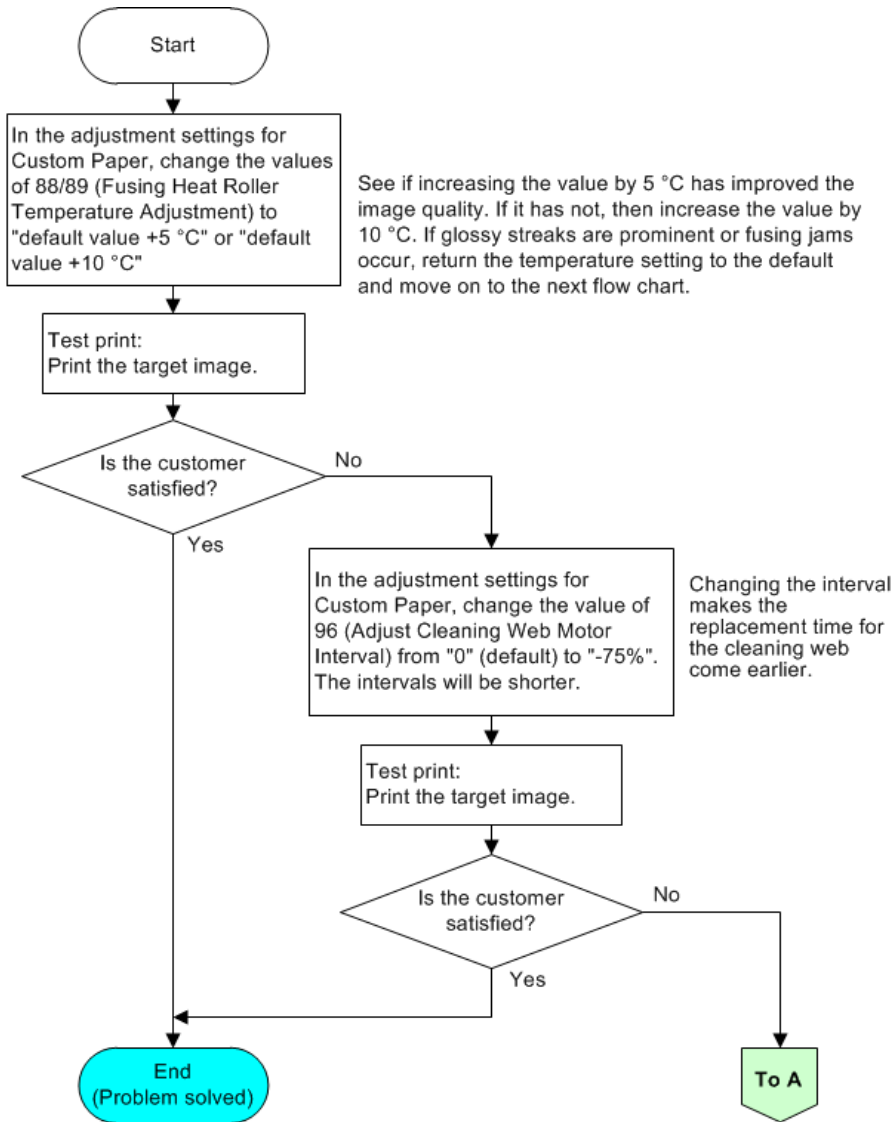 Start
In the adjustment settings for
Custom Paper, change the values
of 88/89 (Fusing Heat Roller
Temperature Adjustment) to
"default value +5 °C" or "default
value +10 °C"
See if increasing the value by 5 °C has improved the
image quality. If it has not, then increase the value by
10 °C. If glossy streaks are prominent or fusing jams
occur, return the temperature setting to the default
and move on to the next flow chart.
Test print:
Print the target image.
Is the customer
satisfied?
No
Yes
In the adjustment settings for
Custom Paper, change the value of
96 (Adjust Cleaning Web Motor
Interval) from "0" (default) to "-75%".
The intervals will be shorter.
Changing the interval
makes the
replacement time for
the cleaning web
come earlier.
Test print:
Print the target image.
Is the customer
satisfied?
No
Yes
End
(Problem solved)
To A